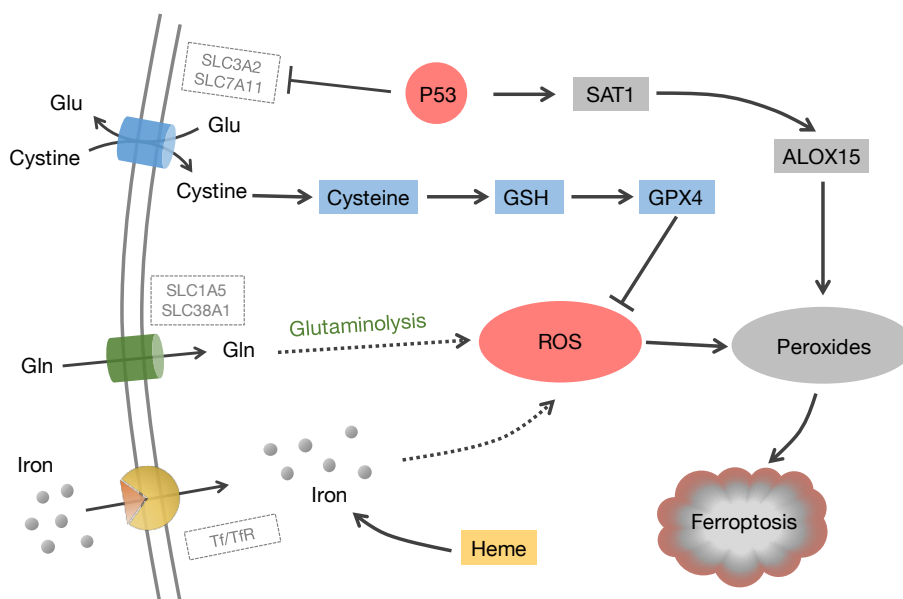 SLC3A2
SLC7A11
P53
SAT1
Glu
Glu
Cystine
ALOX15
Cystine
Cysteine
GSH
GPX4
SLC1A5
SLC38A1
Glutaminolysis
Gln
Gln
ROS
Peroxides
Iron
Iron
Tf/TfR
Heme
Ferroptosis